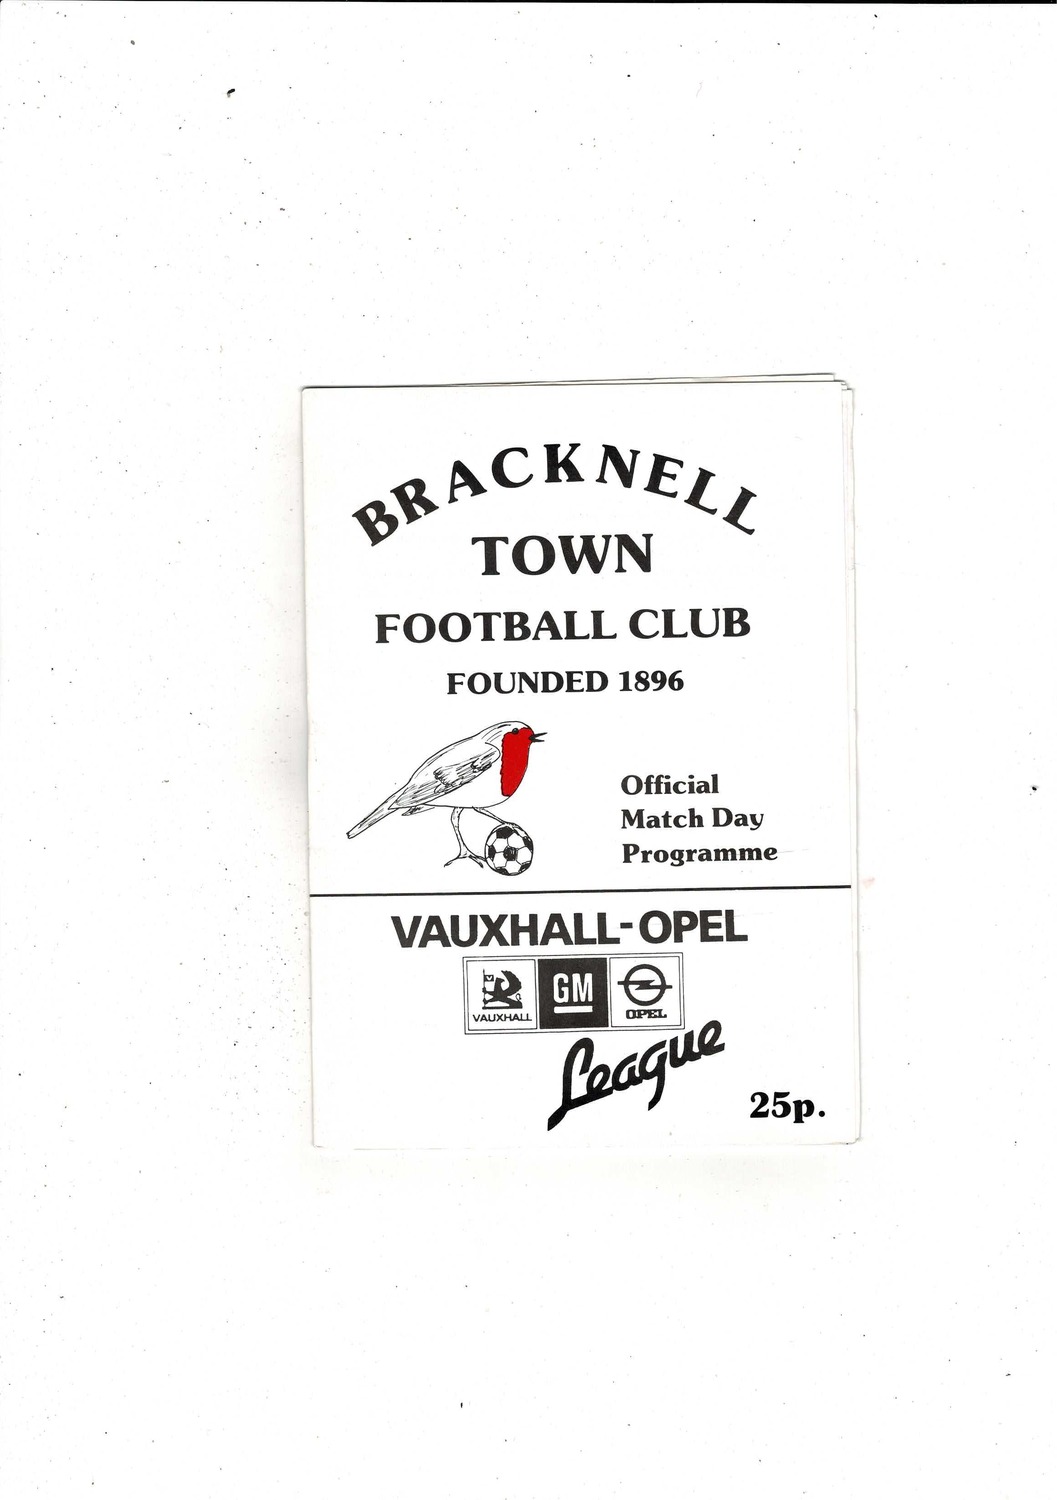 BRACKNELL
TOWN
FOOTBALL CLUB
FOUNDED 1896
Official
Match Day
Programme
VAUXHALL-OPEL
VAUXHALL
GM
OPEL
League
25p.